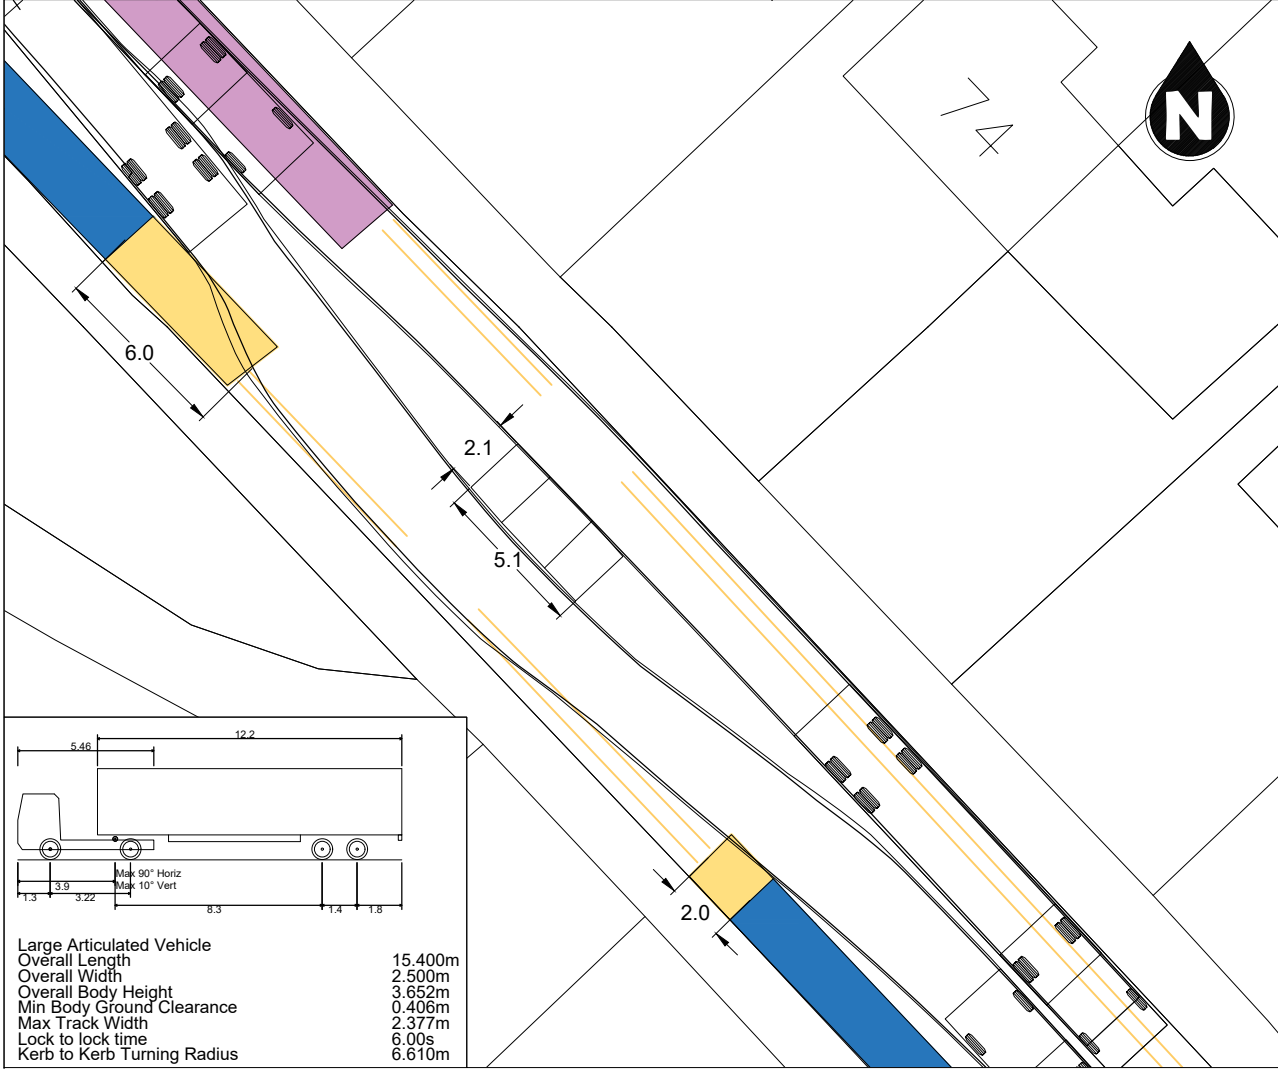 74
N
6.0
2.1
5.1
2.0
12.2
5.46
Max 90° Horiz
Max 10° Vert
3.9
1.3
3.22
8.3
1.4
1.8
Large Articulated Vehicle
Overall Length 15.400m
Overall Width 2.500m
Overall Body Height 3.652m
Min Body Ground Clearance 0.406m
Max Track Width 2.377m
Lock to lock time 6.00s
Kerb to Kerb Turning Radius 6.610m